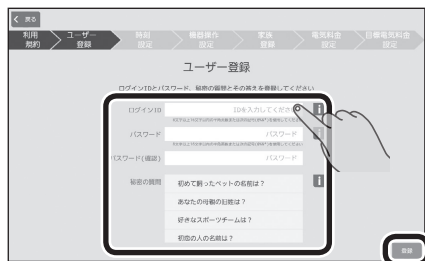 戻る
利用規約
ユーザー登録
時刻設定
機器操作設定
家族登録
電気料金設定
目標電気料金設定
ユーザー登録
ログインIDとパスワード、秘密の質問とその答えを登録してください
ログインID
IDを入力してください
パスワード
パスワード
パスワード(確認)
パスワード
秘密の質問
初めて飼ったペットの名前は？
あなたの母親の旧姓は？
好きなスポーツチームは？
初恋の人の名前は？
登録